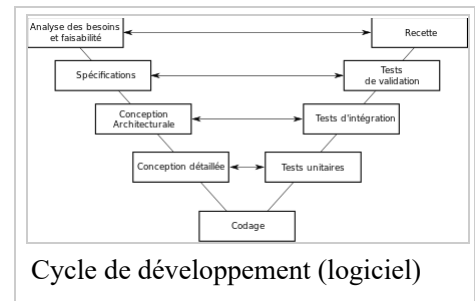 Analyse des besoins
et faisabilité
Recette
Spécifications
Tests
de validation
Conception
Architecturale
Tests d'intégration
Conception détaillée
Tests unitaires
Codage
Cycle de développement (logiciel)